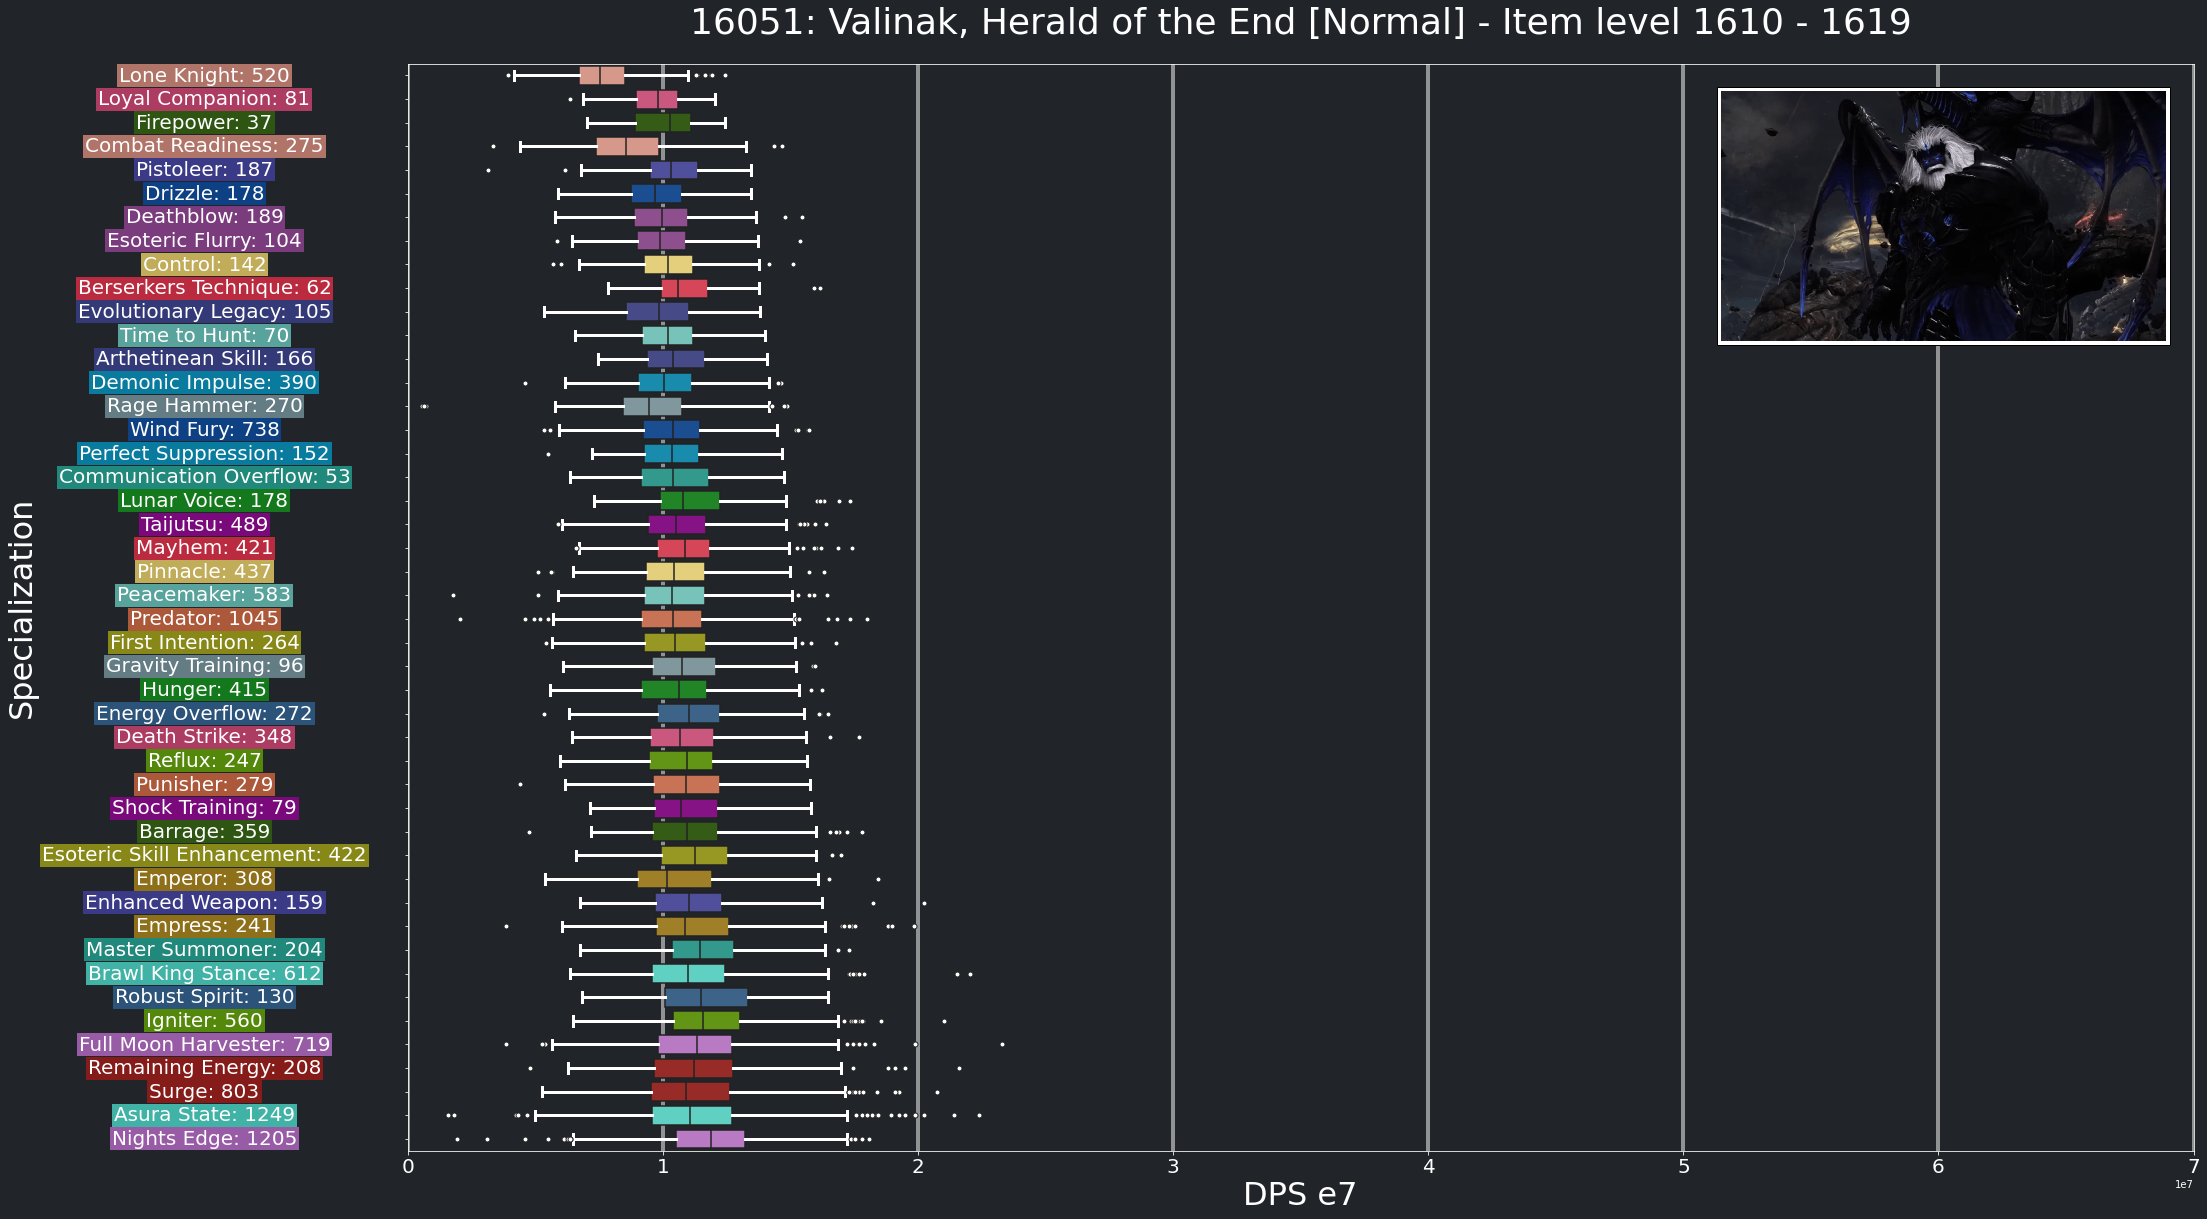 16051: Valinak, Herald of the End [Normal] - Item level 1610 - 1619
Lone Knight: 520
Loyal Companion: 81
Firepower: 37
Combat Readiness: 275
Pistoleer: 187
Drizzle: 178
Deathblow: 189
Esoteric Flurry: 104
Control: 142
Berserkers Technique: 62
Evolutionary Legacy: 105
Time to Hunt: 70
Arthetinean Skill: 166
Demonic Impulse: 390
Rage Hammer: 270
Wind Fury: 738
Perfect Suppression: 152
Communication Overflow: 53
Lunar Voice: 178
Taijutsu: 489
Mayhem: 421
Pinnacle: 437
Peacemaker: 583
Predator: 1045
First Intention: 264
Gravity Training: 96
Hunger: 415
Energy Overflow: 272
Death Strike: 348
Reflux: 247
Punisher: 279
Shock Training: 79
Barrage: 359
Esoteric Skill Enhancement: 422
Emperor: 308
Enhanced Weapon: 159
Empress: 241
Master Summoner: 204
Brawl King Stance: 612
Robust Spirit: 130
Igniter: 560
Full Moon Harvester: 719
Remaining Energy: 208
Surge: 803
Asura State: 1249
Nights Edge: 1205
Specialization
0 1 2 3 4 5 6 7
1e7
DPS e7